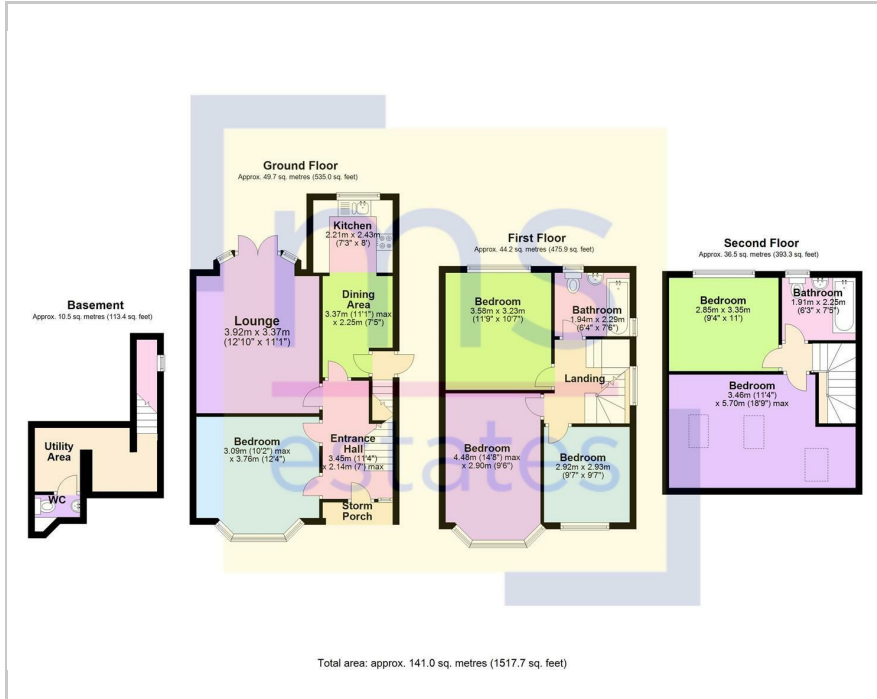 Ground Floor
Approx. 49.7 sq. metres (535.0 sq. feet)
Kitchen
2.21m x 2.43m
(7'3" x 8')
Lounge
3.92m x 3.37m
(12'10" x 11'1")
Dining
Area
3.37m (11'1") max
x 2.25m (7'5")
Bedroom
3.09m (10'2") max
x 3.76m (12'4")
Entrance
Hall
3.45m (11'4")
x 2.14m (7') max
Storm
Porch
First Floor
Approx. 44.2 sq. metres (475.9 sq. feet)
Bedroom
3.58m x 3.23m
(11'9" x 10'7")
Bathroom
1.94m x 2.29m
(6'4" x 7'6")
Landing
Bedroom
4.48m (14'8") max
x 2.90m (9'6")
Bedroom
2.92m x 2.93m
(9'7" x 9'7")
Second Floor
Approx. 36.5 sq. metres (393.3 sq. feet)
Bedroom
2.85m x 3.35m
(9'4" x 11')
Bathroom
1.91m x 2.25m
(6'3" x 7'5")
Bedroom
3.46m (11'4")
x 5.70m (18'9") max
Basement
Approx. 10.5 sq. metres (113.4 sq. feet)
Utility
Area
WC
rms
estates
Total area: approx. 141.0 sq. metres (1517.7 sq. feet)